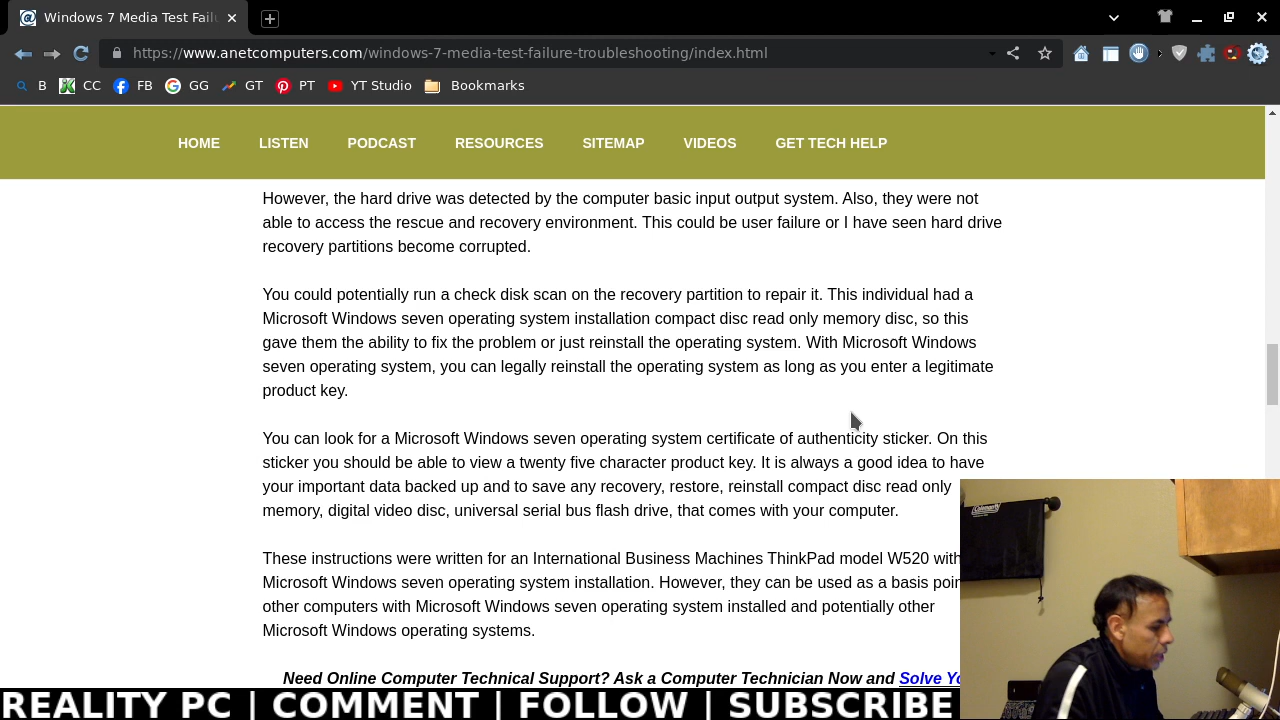 Windows 7 Media Test Failu
https://www.anetcomputers.com/windows-7-media-test-failure-troubleshooting/index.html
B CC FB GG GT PT YT Studio Bookmarks
HOME LISTEN PODCAST RESOURCES SITEMAP VIDEOS GET TECH HELP
However, the hard drive was detected by the computer basic input output system. Also, they were not
able to access the rescue and recovery environment. This could be user failure or I have seen hard drive
recovery partitions become corrupted.
You could potentially run a check disk scan on the recovery partition to repair it. This individual had a
Microsoft Windows seven operating system installation compact disc read only memory disc, so this
gave them the ability to fix the problem or just reinstall the operating system. With Microsoft Windows
seven operating system, you can legally reinstall the operating system as long as you enter a legitimate
product key.
You can look for a Microsoft Windows seven operating system certificate of authenticity sticker. On this
sticker you should be able to view a twenty five character product key. It is always a good idea to have
your important data backed up and to save any recovery, restore, reinstall compact disc read only
memory, digital video disc, universal serial bus flash drive, that comes with your computer.
These instructions were written for an International Business Machines ThinkPad model W520 with
Microsoft Windows seven operating system installation. However, they can be used as a basis poin
other computers with Microsoft Windows seven operating system installed and potentially other
Microsoft Windows operating systems.
Need Online Computer Technical Support? Ask a Computer Technician Now and Solve Yo
Coleman
REALITY PC | COMMENT | FOLLOW | SUBSCRIBE